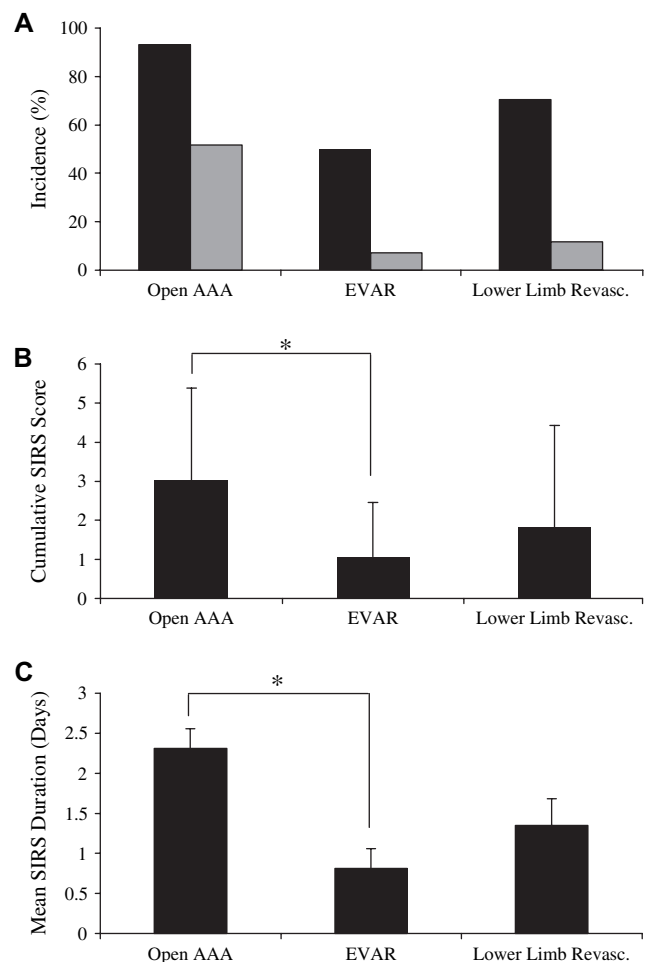 A
Incidence (%)
100
80
60
40
20
0
Open AAA EVAR Lower Limb Revasc.
B
Cumulative SIRS Score
6
5
4
3
2
1
0
*
Open AAA EVAR Lower Limb Revasc.
C
Mean SIRS Duration (Days)
3
2.5
2
1.5
1
0.5
0
*
Open AAA EVAR Lower Limb Revasc.